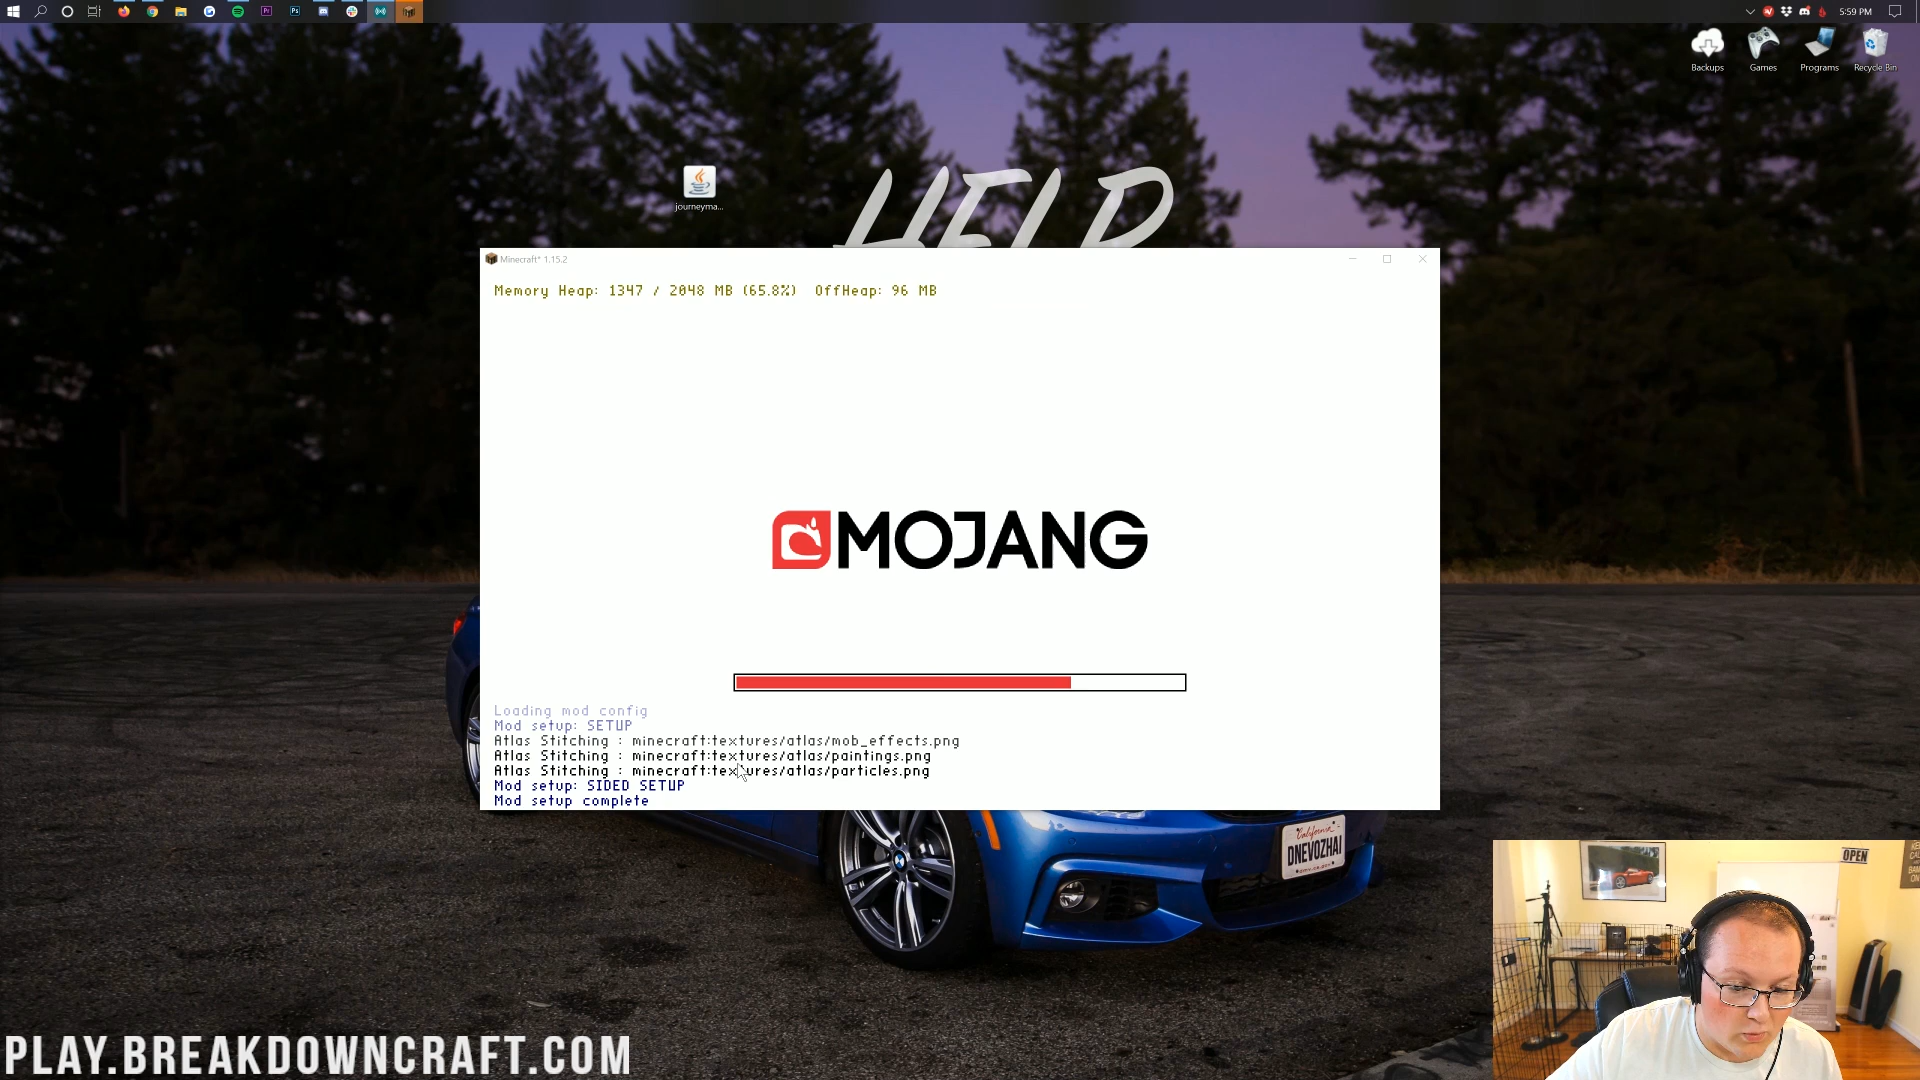 5:59 PM
Backups
Games
Programs
Recycle Bin
journeyma...
HELP
Minecraft* 1.15.2
Memory Heap: 1347 / 2048 MB (65.8%)  OffHeap: 96 MB
MOJANG
Loading mod config
Mod setup: SETUP
Atlas Stitching : minecraft:textures/atlas/mob_effects.png
Atlas Stitching : minecraft:textures/atlas/paintings.png
Atlas Stitching : minecraft:textures/atlas/particles.png
Mod setup: SIDED SETUP
Mod setup complete
California
DNEVOZHAI
OPEN
PLAY.BREAKDOWNCRAFT.COM